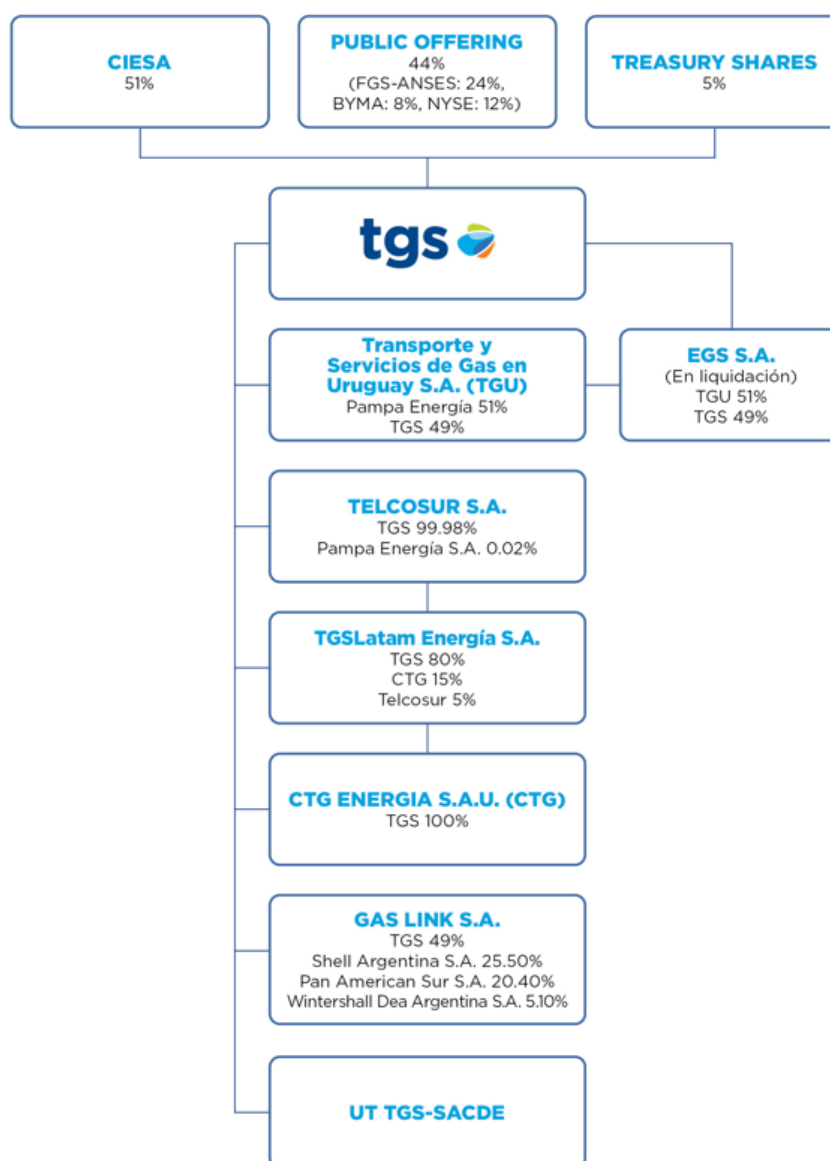 CIESA
51%
PUBLIC OFFERING
44%
(FGS-ANSES: 24%,
BYMA: 8%, NYSE: 12%)
TREASURY SHARES
5%
tgs
Transporte y
Servicios de Gas en
Uruguay S.A. (TGU)
Pampa Energía 51%
TGS 49%
EGS S.A.
(En liquidación)
TGU 51%
TGS 49%
TELCOSUR S.A.
TGS 99.98%
Pampa Energía S.A. 0.02%
TGSLatam Energía S.A.
TGS 80%
CTG 15%
Telcosur 5%
CTG ENERGIA S.A.U. (CTG)
TGS 100%
GAS LINK S.A.
TGS 49%
Shell Argentina S.A. 25.50%
Pan American Sur S.A. 20.40%
Wintershall Dea Argentina S.A. 5.10%
UT TGS-SACDE